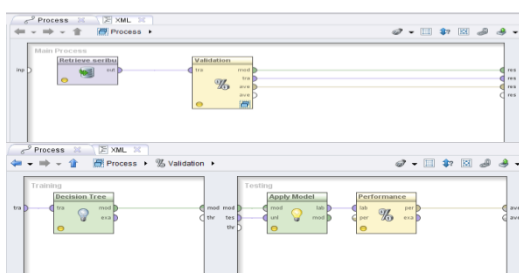 Process XML
Process
Main Process
Retrieve seribu
Validation
inp
out
tra
mod
tra
ave
ave
res
res
res
res
Process XML
Process Validation
Training
Testing
Decision Tree
Apply Model
Performance
tra
tra
mod
exa
mod
thr
mod
tes
thr
mod
unl
lab
mod
lab
per
per
exa
ave
ave